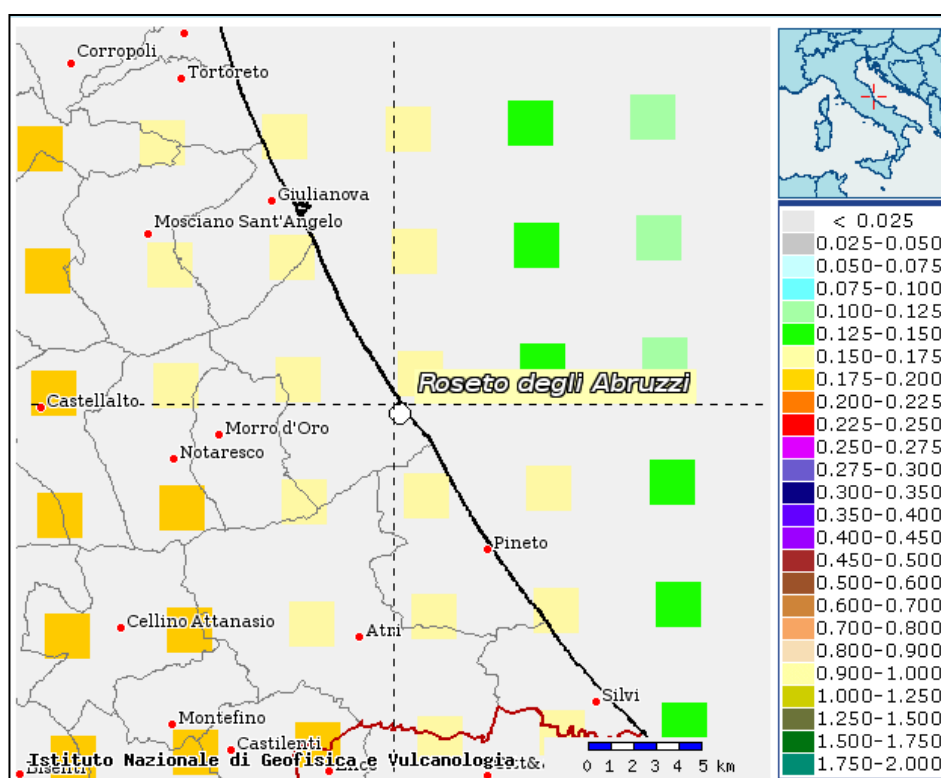 Corropoli
Tortoreto
Giulianova
Mosciano Sant'Angelo
Roseto degli Abruzzi
Castellalto
Morro d'Oro
Notaresco
Pineto
Cellino Attanasio
Atri
Silvi
Montefino
Castilenti
Istituto Nazionale di Geofisica e Vulcanologia
0 1 2 3 4 5 km
< 0.025
0.025-0.050
0.050-0.075
0.075-0.100
0.100-0.125
0.125-0.150
0.150-0.175
0.175-0.200
0.200-0.225
0.225-0.250
0.250-0.275
0.275-0.300
0.300-0.350
0.350-0.400
0.400-0.450
0.450-0.500
0.500-0.600
0.600-0.700
0.700-0.800
0.800-0.900
0.900-1.000
1.000-1.250
1.250-1.500
1.500-1.750
1.750-2.000